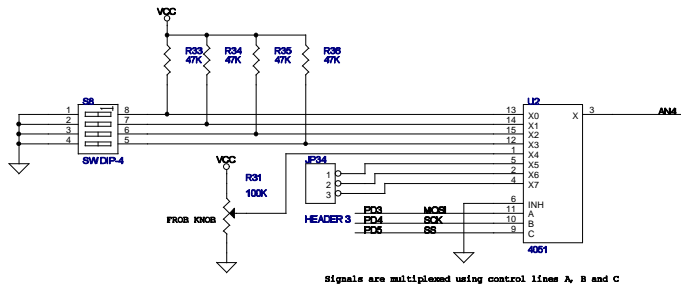 VCC
R33 R34 R35 R36
47K 47K 47K 47K
S8 U2
1 8 13 X0 X 3 AN4
2 7 14 X1
3 6 15 X2
4 5 12 X3
SW DIP-4 VCC JP34 1 X4
R31 1 5 X5
100K 2 2 X6
3 4 X7
FROB KNOB HEADER 3
6 INH
PD3 MOSI 11 A
PD4 SCK 10 B
PD5 SS 9 C
4051
Signals are multiplexed using control lines A, B and C